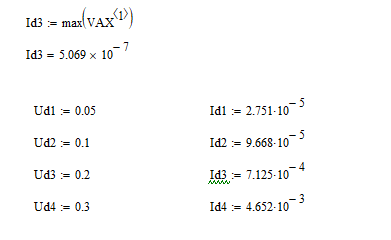 Id3 := max(VAX^⟨1⟩)
Id3 = 5.069 × 10^−7
Ud1 := 0.05 Id1 := 2.751·10^−5
Ud2 := 0.1 Id2 := 9.668·10^−5
Ud3 := 0.2 Id3 := 7.125·10^−4
Ud4 := 0.3 Id4 := 4.652·10^−3